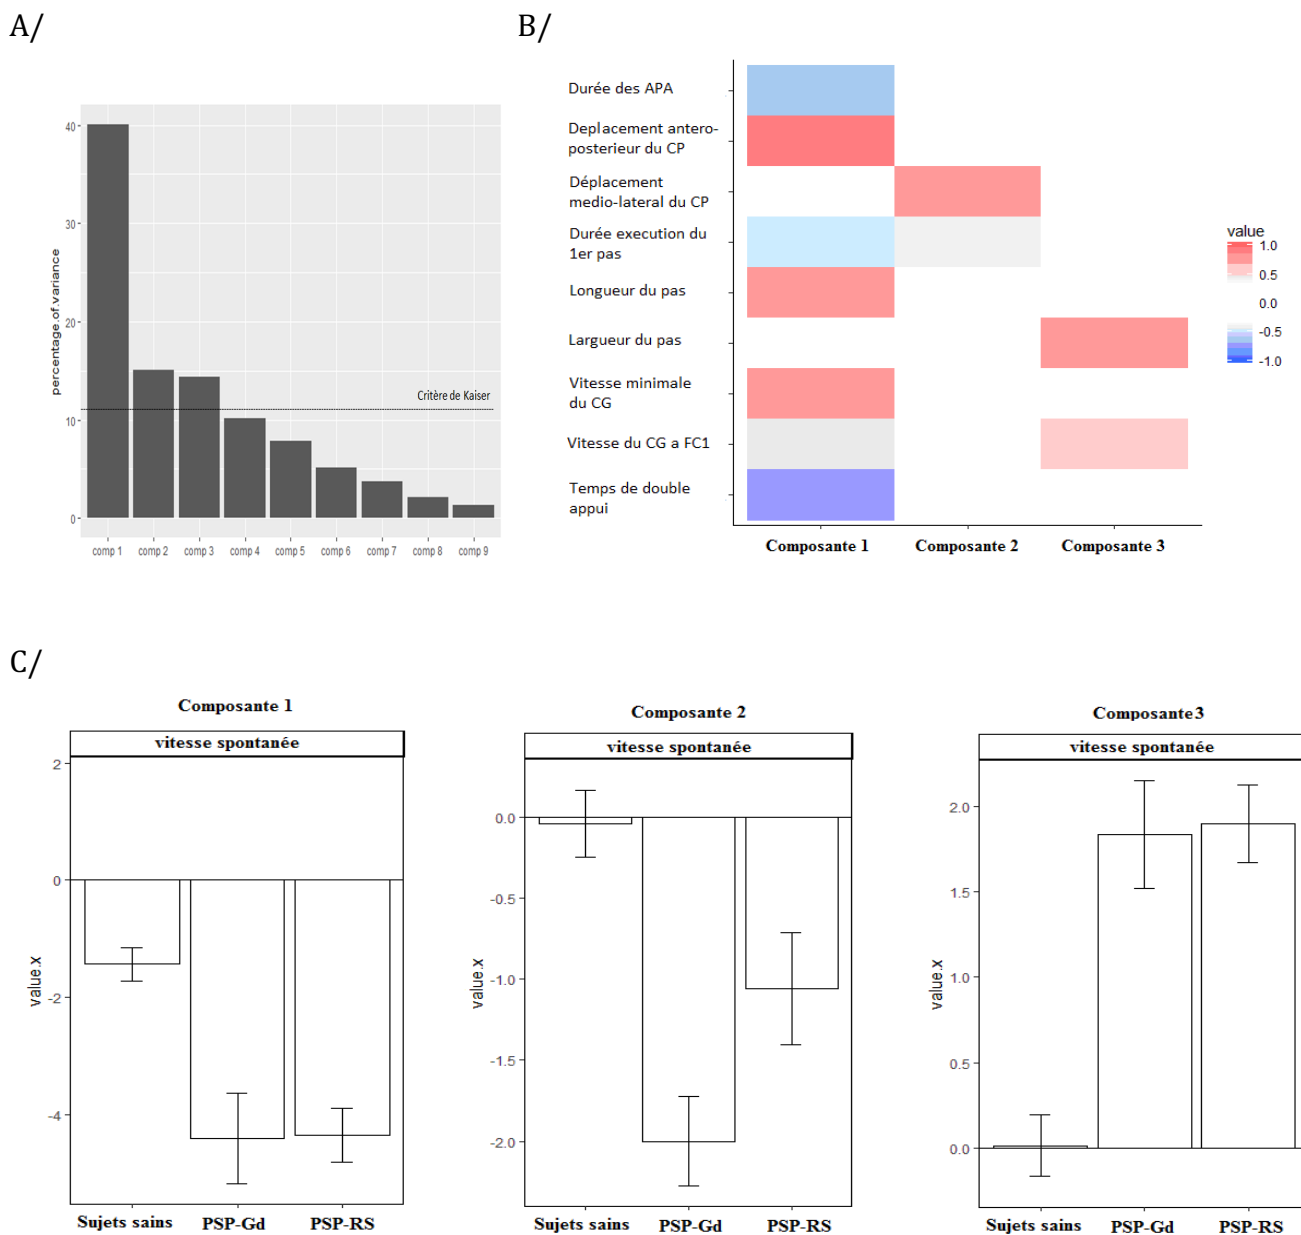 A/
B/
40
30
20
10
0
percentage.of.variance
Critère de Kaiser
comp 1 comp 2 comp 3 comp 4 comp 5 comp 6 comp 7 comp 8 comp 9
Durée des APA
Deplacement antero-
posterieur du CP
Déplacement
medio-lateral du CP
Durée execution du
1er pas
Longueur du pas
Largueur du pas
Vitesse minimale
du CG
Vitesse du CG a FC1
Temps de double
appui
Composante 1 Composante 2 Composante 3
value
1.0
0.5
0.0
-0.5
-1.0
C/
Composante 1
vitesse spontanée
2
0
-2
-4
value.x
Sujets sains PSP-Gd PSP-RS
Composante 2
vitesse spontanée
0.0
-0.5
-1.0
-1.5
-2.0
value.x
Sujets sains PSP-Gd PSP-RS
Composante3
vitesse spontanée
2.0
1.5
1.0
0.5
0.0
value.x
Sujets sains PSP-Gd PSP-RS